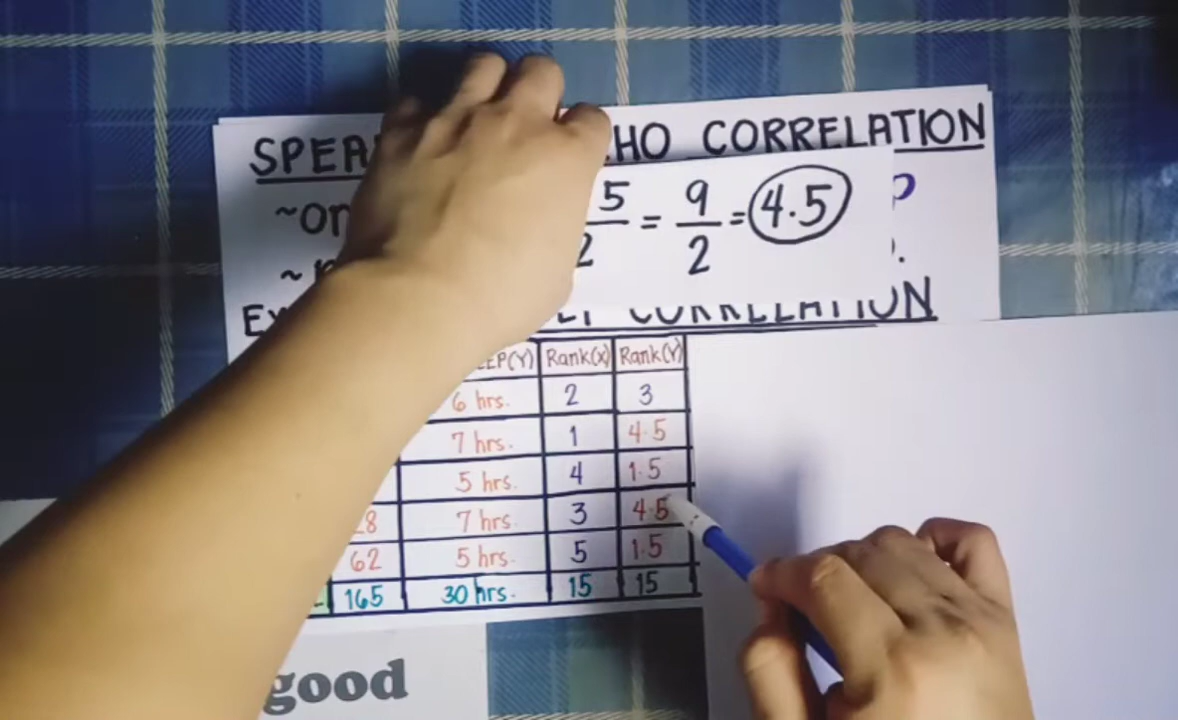 SPEA HO CORRELATION
~on
5/2 = 9/2 = 4.5
~
Ex CORRELATION
EP(Y) Rank(X) Rank(Y)
6 hrs. 2 3
7 hrs. 1 4.5
5 hrs. 4 1.5
28 7 hrs. 3 4.5
62 5 hrs. 5 1.5
L 165 30 hrs. 15 15
good